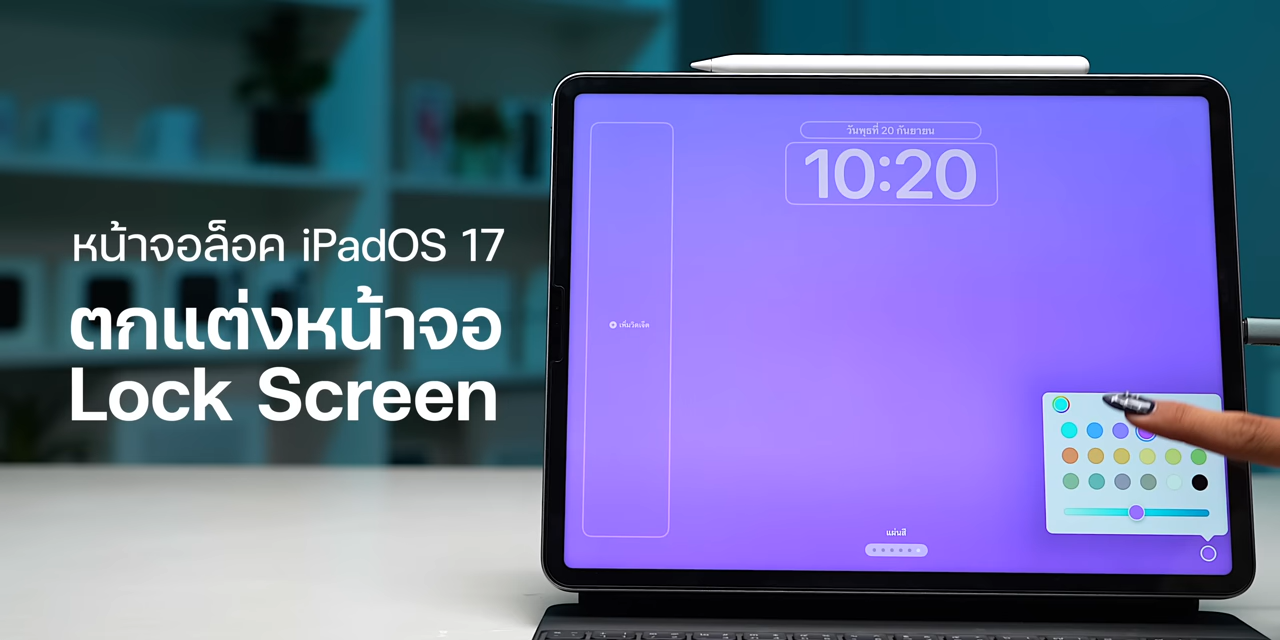 หน้าจอล็อค iPadOS 17
ตกแต่งหน้าจอ
Lock Screen
วันพุธที่ 20 กันยายน
10:20
เพิ่มวิดเจ็ต
แผ่นสี